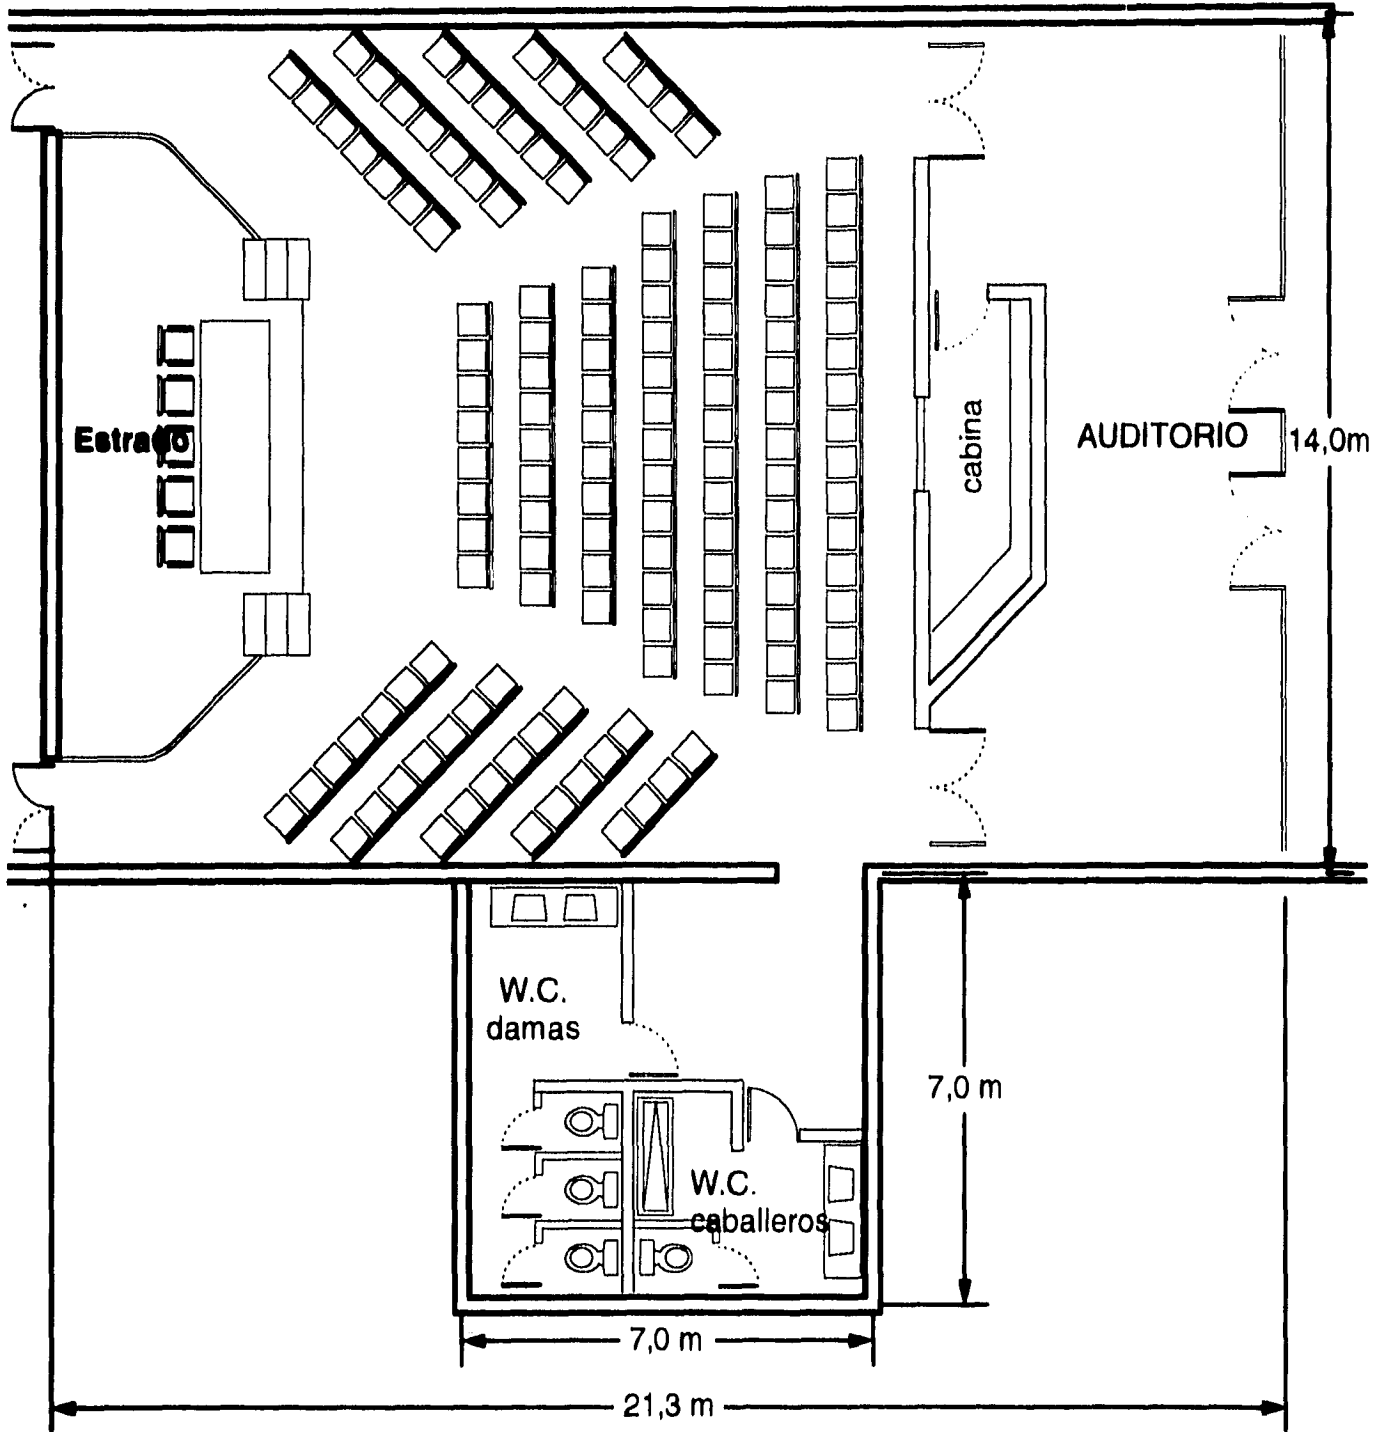 Estrado
cabina
AUDITORIO
14,0m
W.C.
damas
7,0 m
W.C.
caballeros
7,0 m
21,3 m